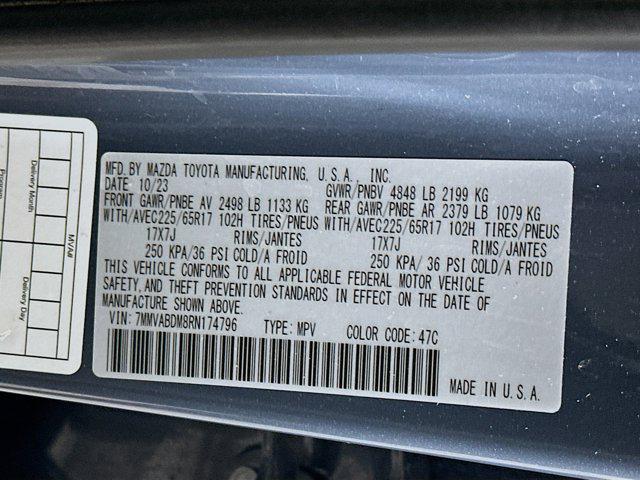 MFD. BY MAZDA TOYOTA MANUFACTURING, U.S.A., INC.
DATE 10/23 GVWR/PNBV 4848 LB 2199 KG
FRONT GAWR/PNBE AV 2498 LB 1133 KG REAR GAWR/PNBE AR 2379 LB 1079 KG
WITH/AVEC225/65R17 102H TIRES/PNEUS WITH/AVEC225/65R17 102H TIRES/PNEUS
17X7J RIMS/JANTES 17X7J RIMS/JANTES
250 KPA/36 PSI COLD/A FROID 250 KPA/36 PSI COLD/A FROID
THIS VEHICLE CONFORMS TO ALL APPLICABLE FEDERAL MOTOR VEHICLE
SAFETY, AND THEFT PREVENTION STANDARDS IN EFFECT ON THE DATE OF
MANUFACTURE SHOWN ABOVE.
VIN: 7MMVABDM8RN174796 TYPE: MPV COLOR CODE: 47C
MADE IN U.S.A.
MVA#
Delivery Month
Delivery Day
Program